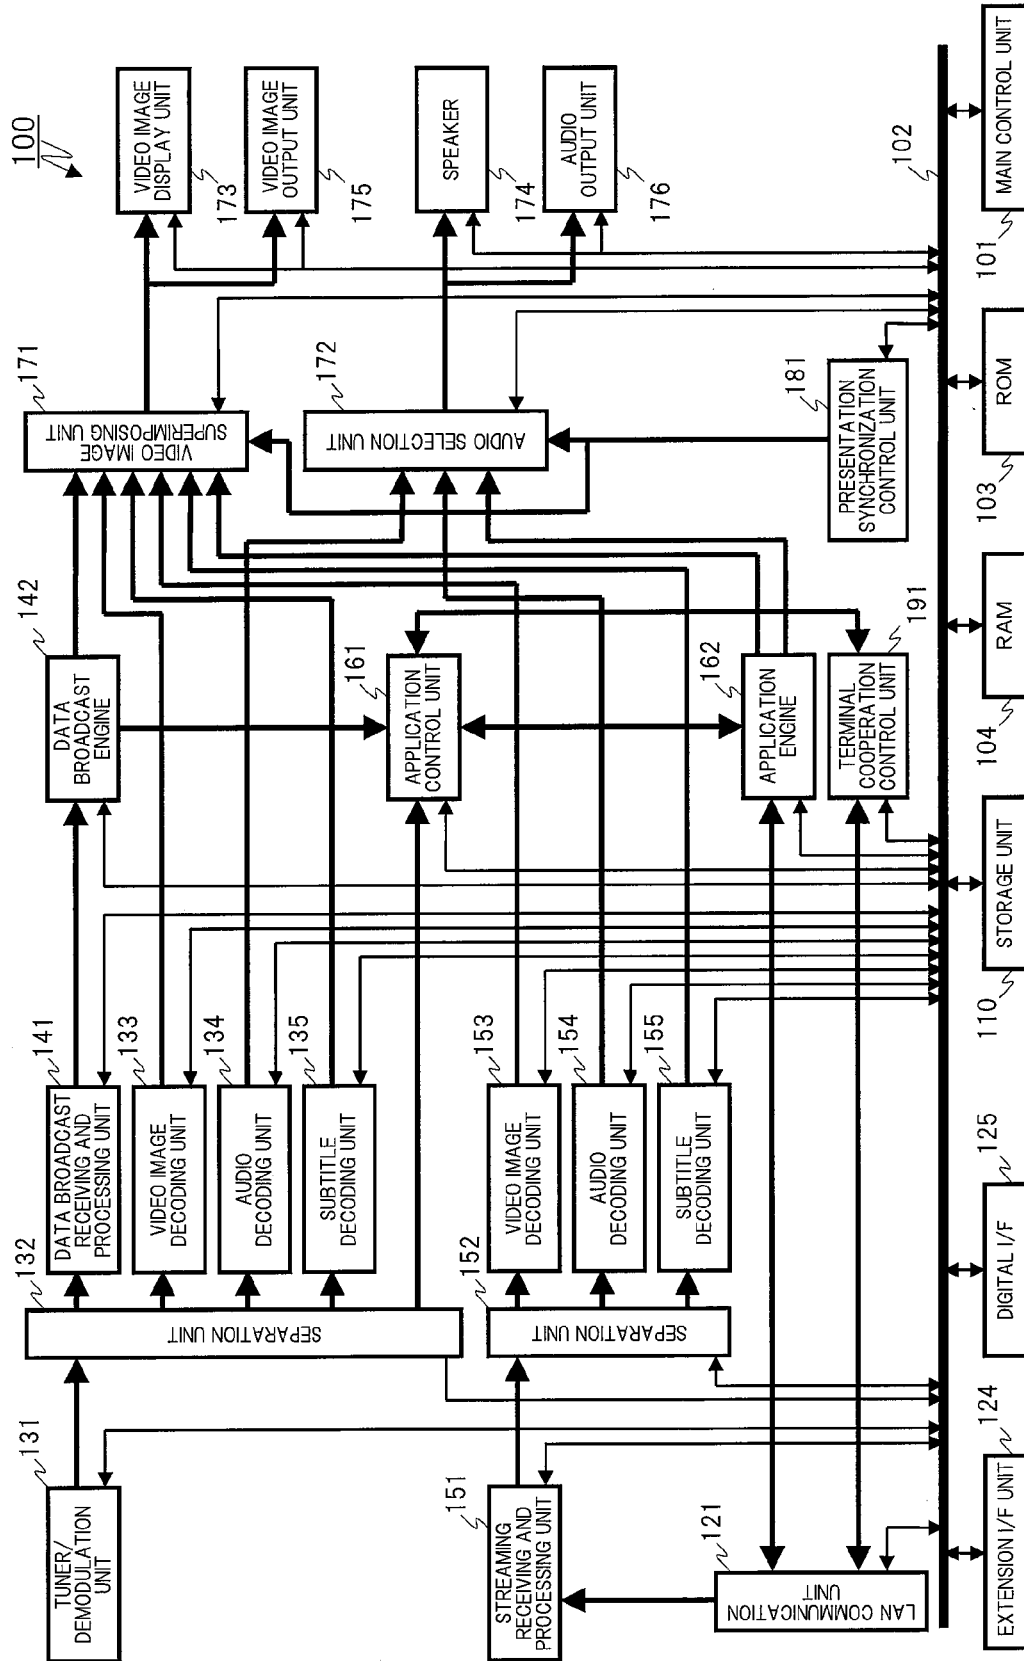 100
TUNER/
DEMODULATION
UNIT
131
SEPARATION UNIT
132
DATA BROADCAST
RECEIVING AND
PROCESSING UNIT
141
VIDEO IMAGE
DECODING UNIT
133
AUDIO
DECODING UNIT
134
SUBTITLE
DECODING UNIT
135
DATA
BROADCAST
ENGINE
142
VIDEO IMAGE
SUPERIMPOSING UNIT
171
VIDEO IMAGE
DISPLAY UNIT
173
VIDEO IMAGE
OUTPUT UNIT
175
STREAMING
RECEIVING AND
PROCESSING UNIT
151
SEPARATION UNIT
152
VIDEO IMAGE
DECODING UNIT
153
AUDIO
DECODING UNIT
154
SUBTITLE
DECODING UNIT
155
APPLICATION
CONTROL UNIT
161
AUDIO SELECTION UNIT
172
SPEAKER
174
AUDIO
OUTPUT UNIT
176
LAN COMMUNICATION
UNIT
121
APPLICATION
ENGINE
162
TERMINAL
COOPERATION
CONTROL UNIT
191
PRESENTATION
SYNCHRONIZATION
CONTROL UNIT
181
102
EXTENSION I/F UNIT
124
DIGITAL I/F
125
STORAGE UNIT
110
RAM
104
ROM
103
MAIN CONTROL UNIT
101